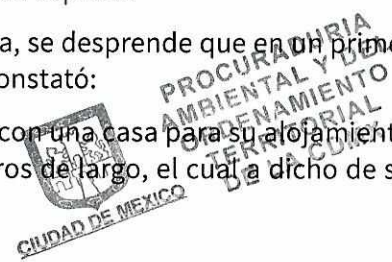 a, se desprende que en un prime
onstató:
con una casa para su alojamient
ros de largo, el cual a dicho de s
PROCURADURIA
AMBIENTAL Y DEL
ORDENAMIENTO
TERRITORIAL
DE LA CDMX
CIUDAD DE MEXICO